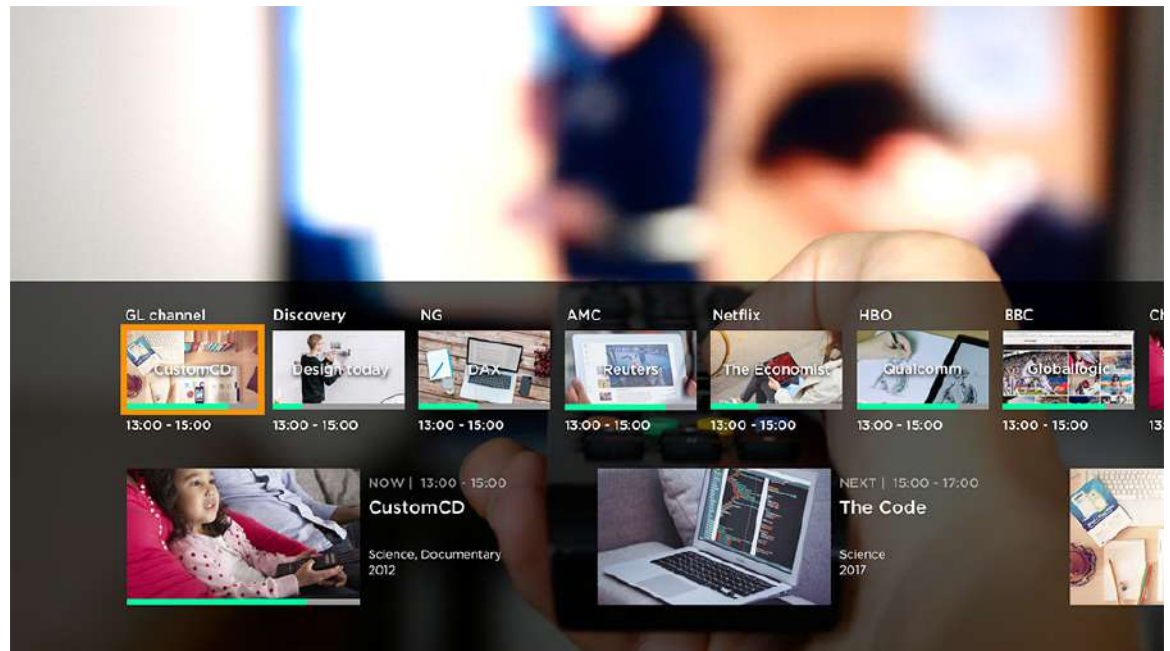 GL channel
Discovery
NG
AMC
Netflix
HBO
BBC
Ch
CustomCD
Design today
DAX
Reuters
The Economist
Qualcomm
Globallogic
13:00 - 15:00
13:00 - 15:00
13:00 - 15:00
13:00 - 15:00
13:00 - 15:00
13:00 - 15:00
13:00 - 15:00
13:
NOW | 13:00 - 15:00
CustomCD
Science, Documentary
2012
NEXT | 15:00 - 17:00
The Code
Science
2017